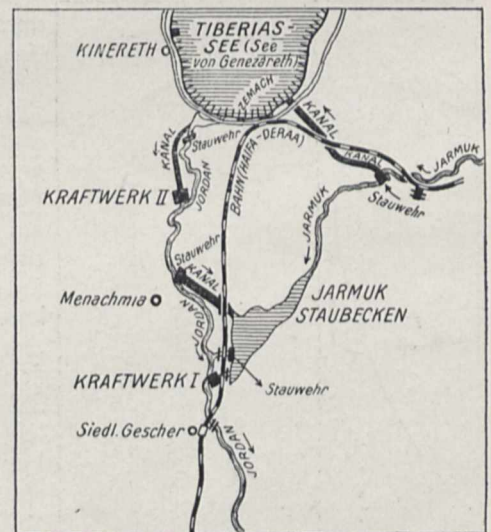 TIBERIAS-
SEE (See
von Genezareth)
KINERETH
ZEMACH
KANAL
KANAL
JARMUK
Stauwehr
KANAL
Stauwehr
JORDAN
BAHN (HAIFA-DERAA)
KRAFTWERK II
JARMUK
Stauwehr
KANAL
Menachmia
JORDAN
JARMUK
STAUBECKEN
KRAFTWERK I
Stauwehr
Siedl. Gescher
JORDAN